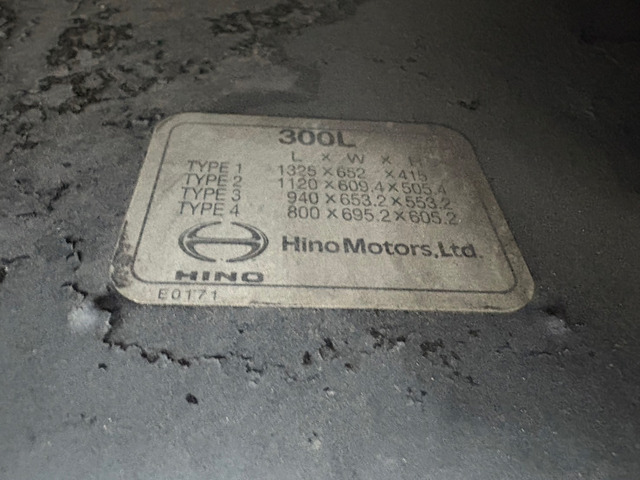 300L
L × W × H
TYPE 1 1325×652 ×415
TYPE 2 1120×609.4×505.4
TYPE 3 940×653.2×553.2
TYPE 4 800×695.2×605.2
HINO Hino Motors, Ltd.
E0171